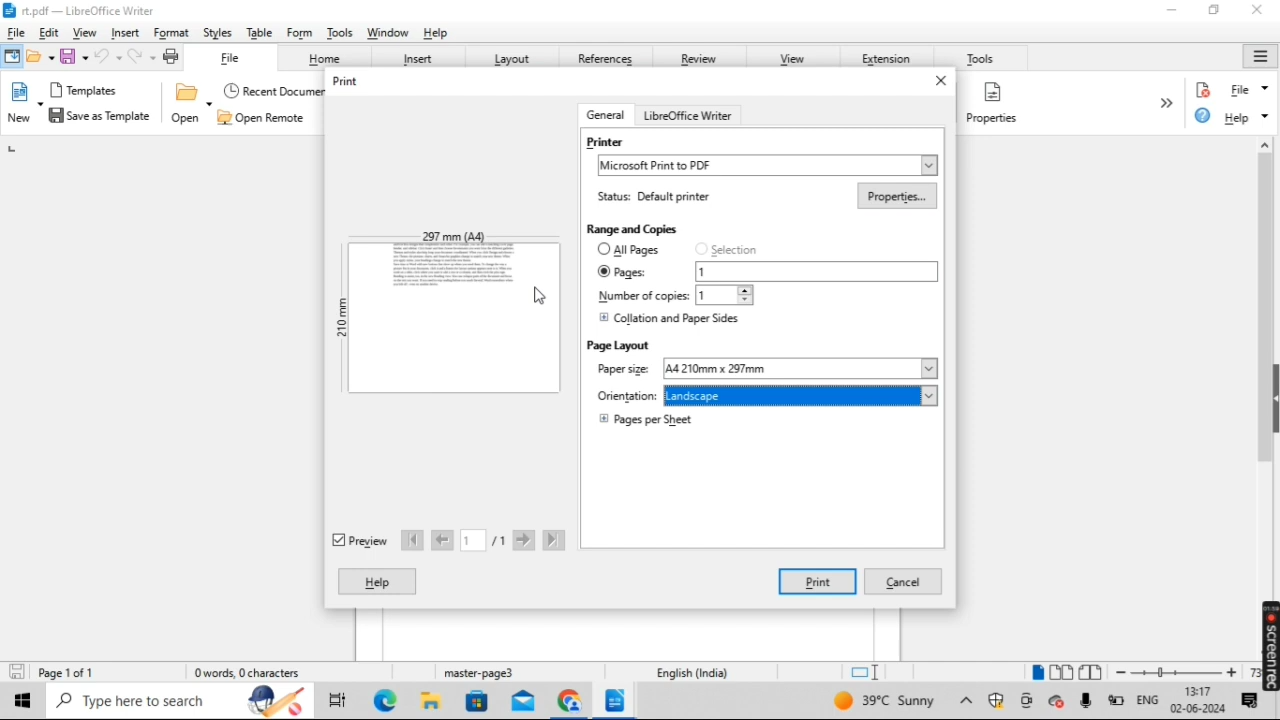 rt.pdf — LibreOffice Writer
File Edit View Insert Format Styles Table Form Tools Window Help
File Home Insert Layout References Review View Extension Tools
New Templates Save as Template Open Recent Documen Open Remote Properties File Help
Print
General LibreOffice Writer
Printer
Microsoft Print to PDF
Status: Default printer Properties...
Range and Copies
All Pages Selection
Pages: 1
Number of copies: 1
Collation and Paper Sides
Page Layout
Paper size: A4 210mm x 297mm
Orientation: Landscape
Pages per Sheet
297 mm (A4)
210 mm
Preview 1 / 1
Help Print Cancel
Page 1 of 1 0 words, 0 characters master-page3 English (India) 73
Type here to search 39°C Sunny ENG 13:17
02-06-2024
01:59
screenrec